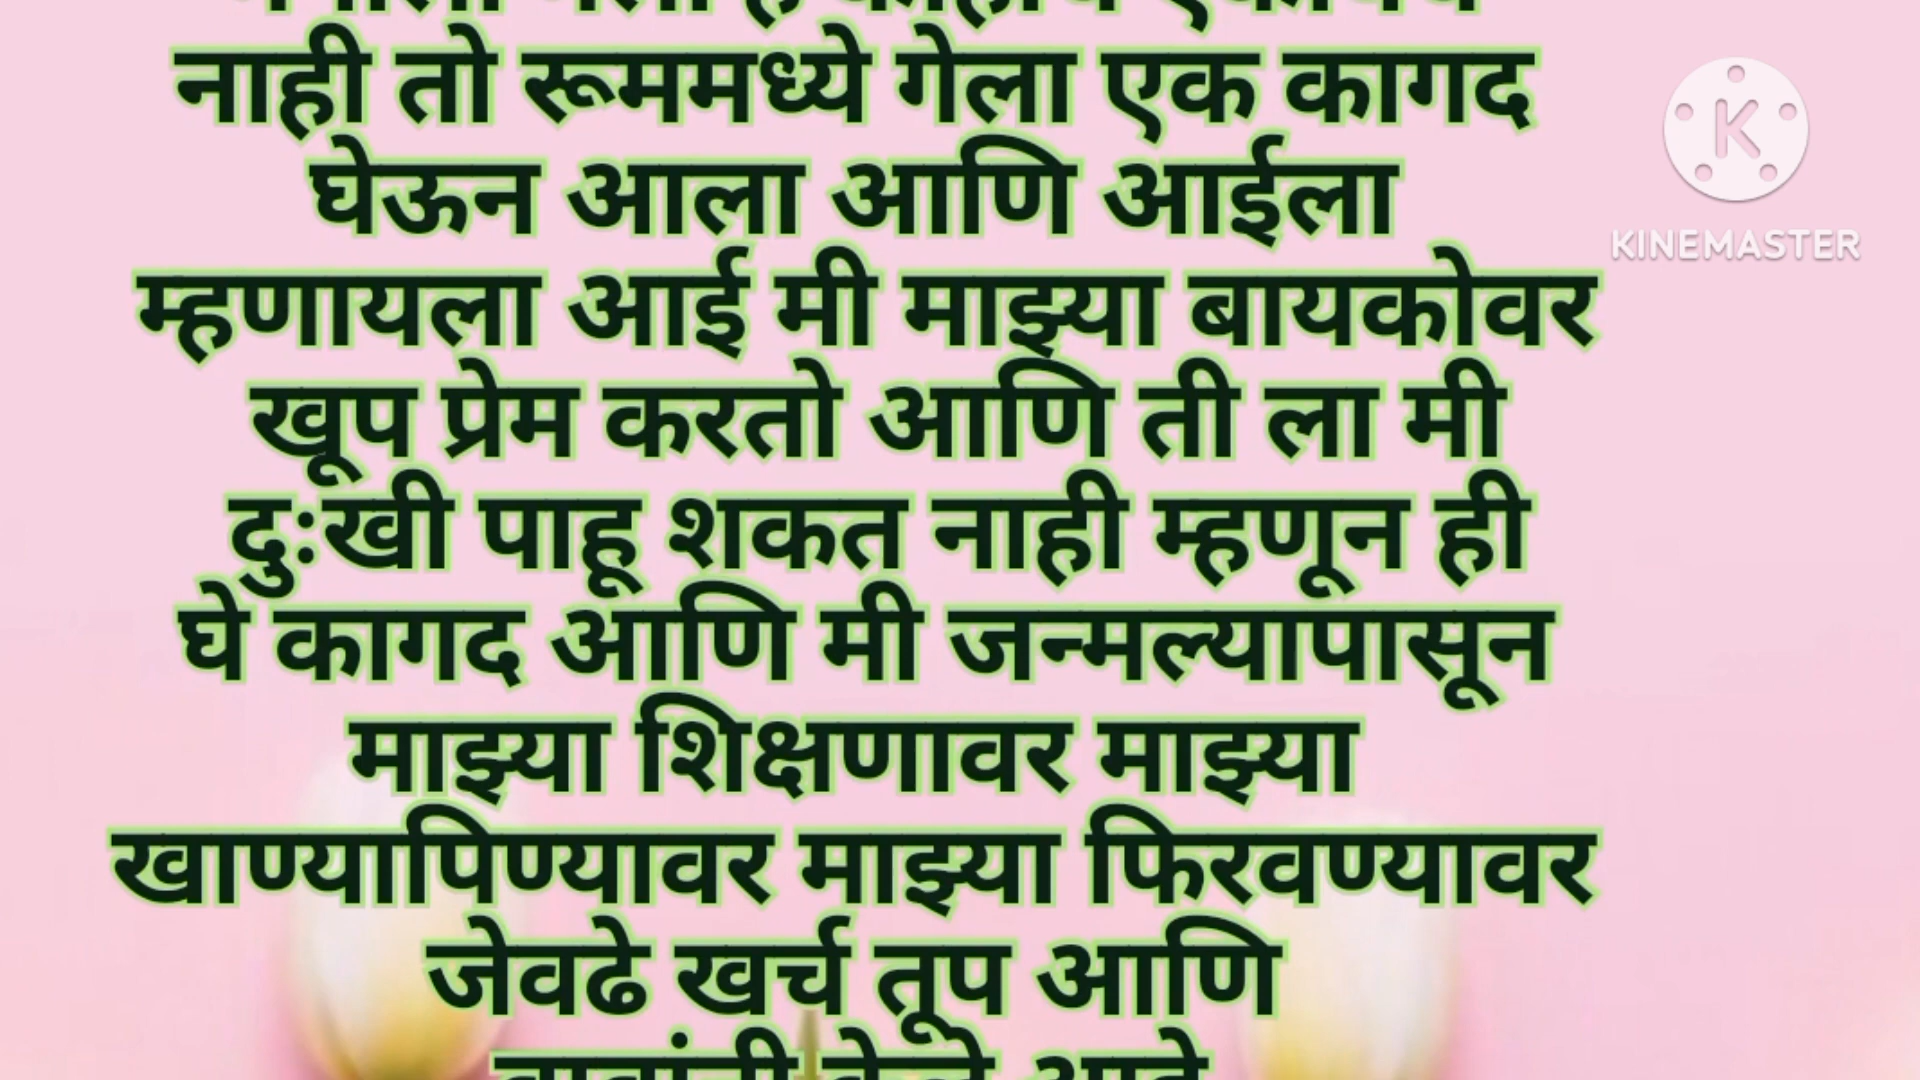 नाही तो रूममध्ये गेला एक कागद
घेऊन आला आणि आईला
म्हणायला आई मी माझ्या बायकोवर
खूप प्रेम करतो आणि ती ला मी
दुःखी पाहू शकत नाही म्हणून ही
घे कागद आणि मी जन्मल्यापासून
माझ्या शिक्षणावर माझ्या
खाण्यापिण्यावर माझ्या फिरवण्यावर
जेवढे खर्च तूप आणि
K
KINEMASTER